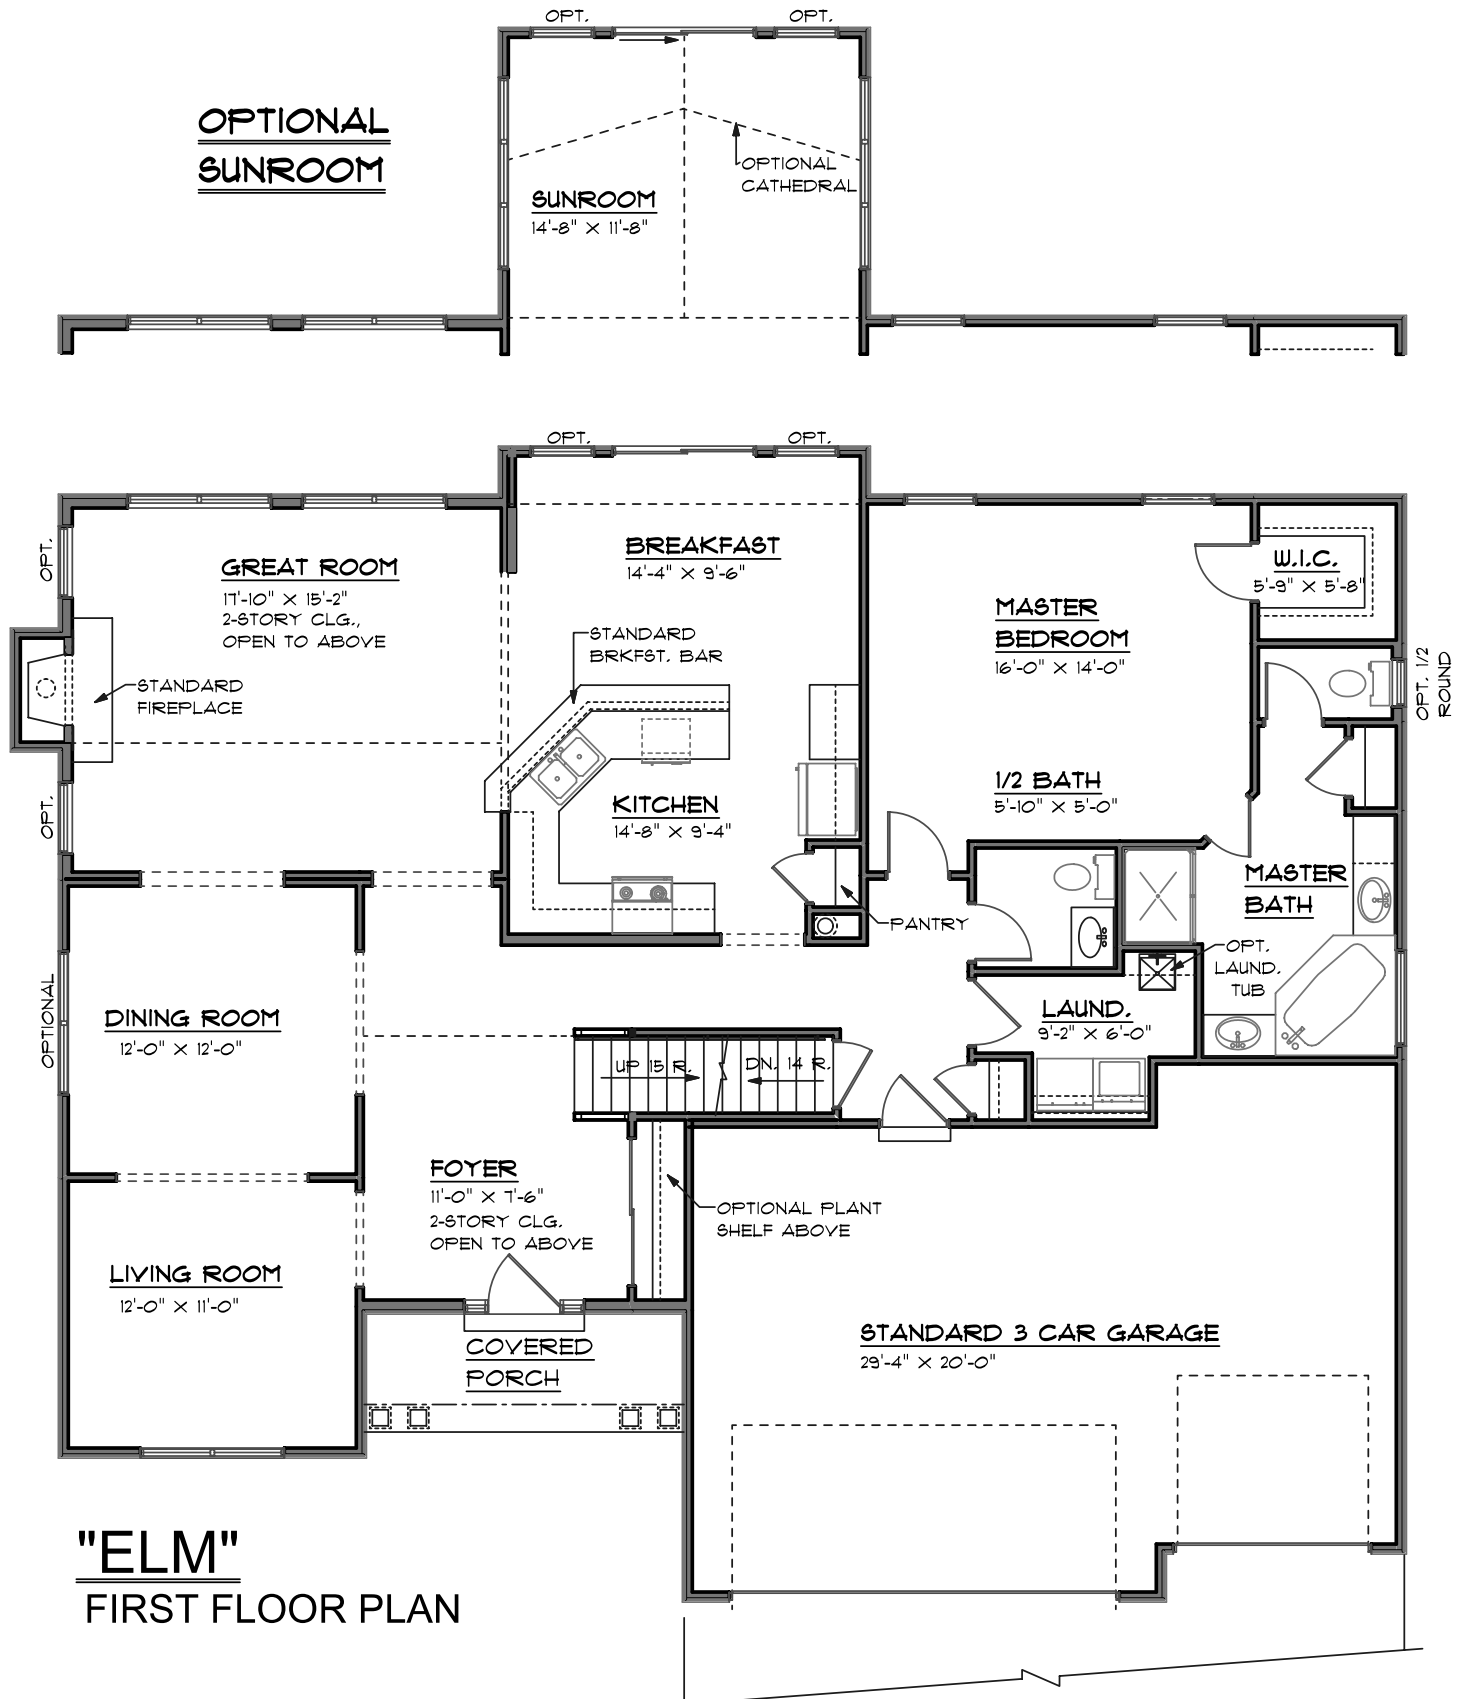 OPT.
OPT.
OPTIONAL
SUNROOM
OPTIONAL
CATHEDRAL
SUNROOM
14'-8" X 11'-8"
OPT.
OPT.
OPT.
GREAT ROOM
17'-10" X 15'-2"
2-STORY CLG.,
OPEN TO ABOVE
BREAKFAST
14'-4" X 9'-6"
W.I.C.
5'-9" X 5'-8"
MASTER
BEDROOM
16'-0" X 14'-0"
STANDARD
BRKFST. BAR
STANDARD
FIREPLACE
OPT. 1/2
ROUND
OPT.
KITCHEN
14'-8" X 9'-4"
1/2 BATH
5'-10" X 5'-0"
MASTER
BATH
PANTRY
OPT.
LAUND.
TUB
OPTIONAL
DINING ROOM
12'-0" X 12'-0"
LAUND.
9'-2" X 6'-0"
UP 15 R.
DN. 14 R.
FOYER
11'-0" X 7'-6"
2-STORY CLG.
OPEN TO ABOVE
OPTIONAL PLANT
SHELF ABOVE
LIVING ROOM
12'-0" X 11'-0"
COVERED
PORCH
STANDARD 3 CAR GARAGE
29'-4" X 20'-0"
"ELM"
FIRST FLOOR PLAN